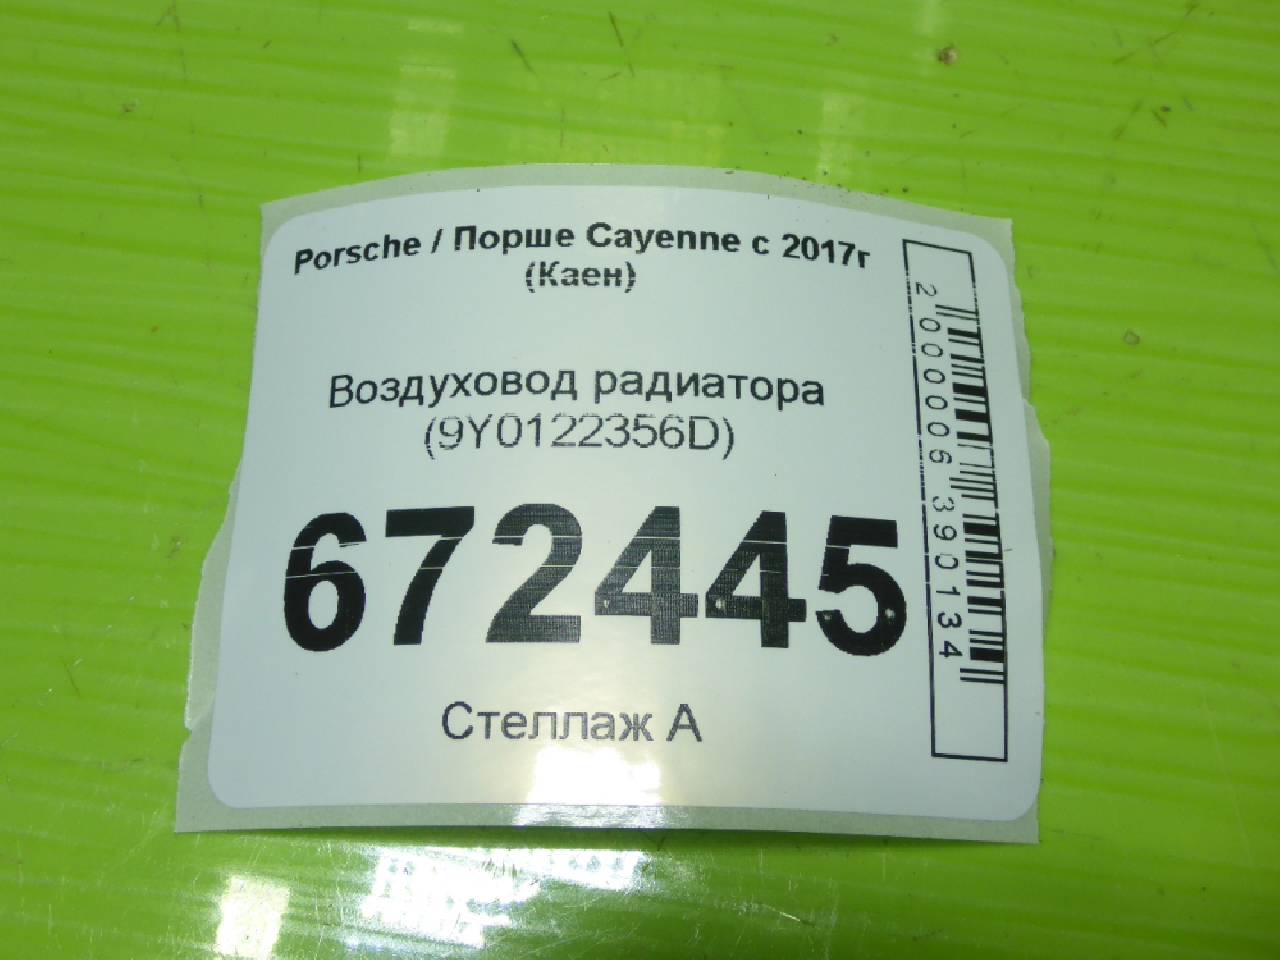 Porsche / Порше Cayenne с 2017г
(Каен)
Воздуховод радиатора
(9Y0122356D)
672445
Стеллаж А
2000006390134